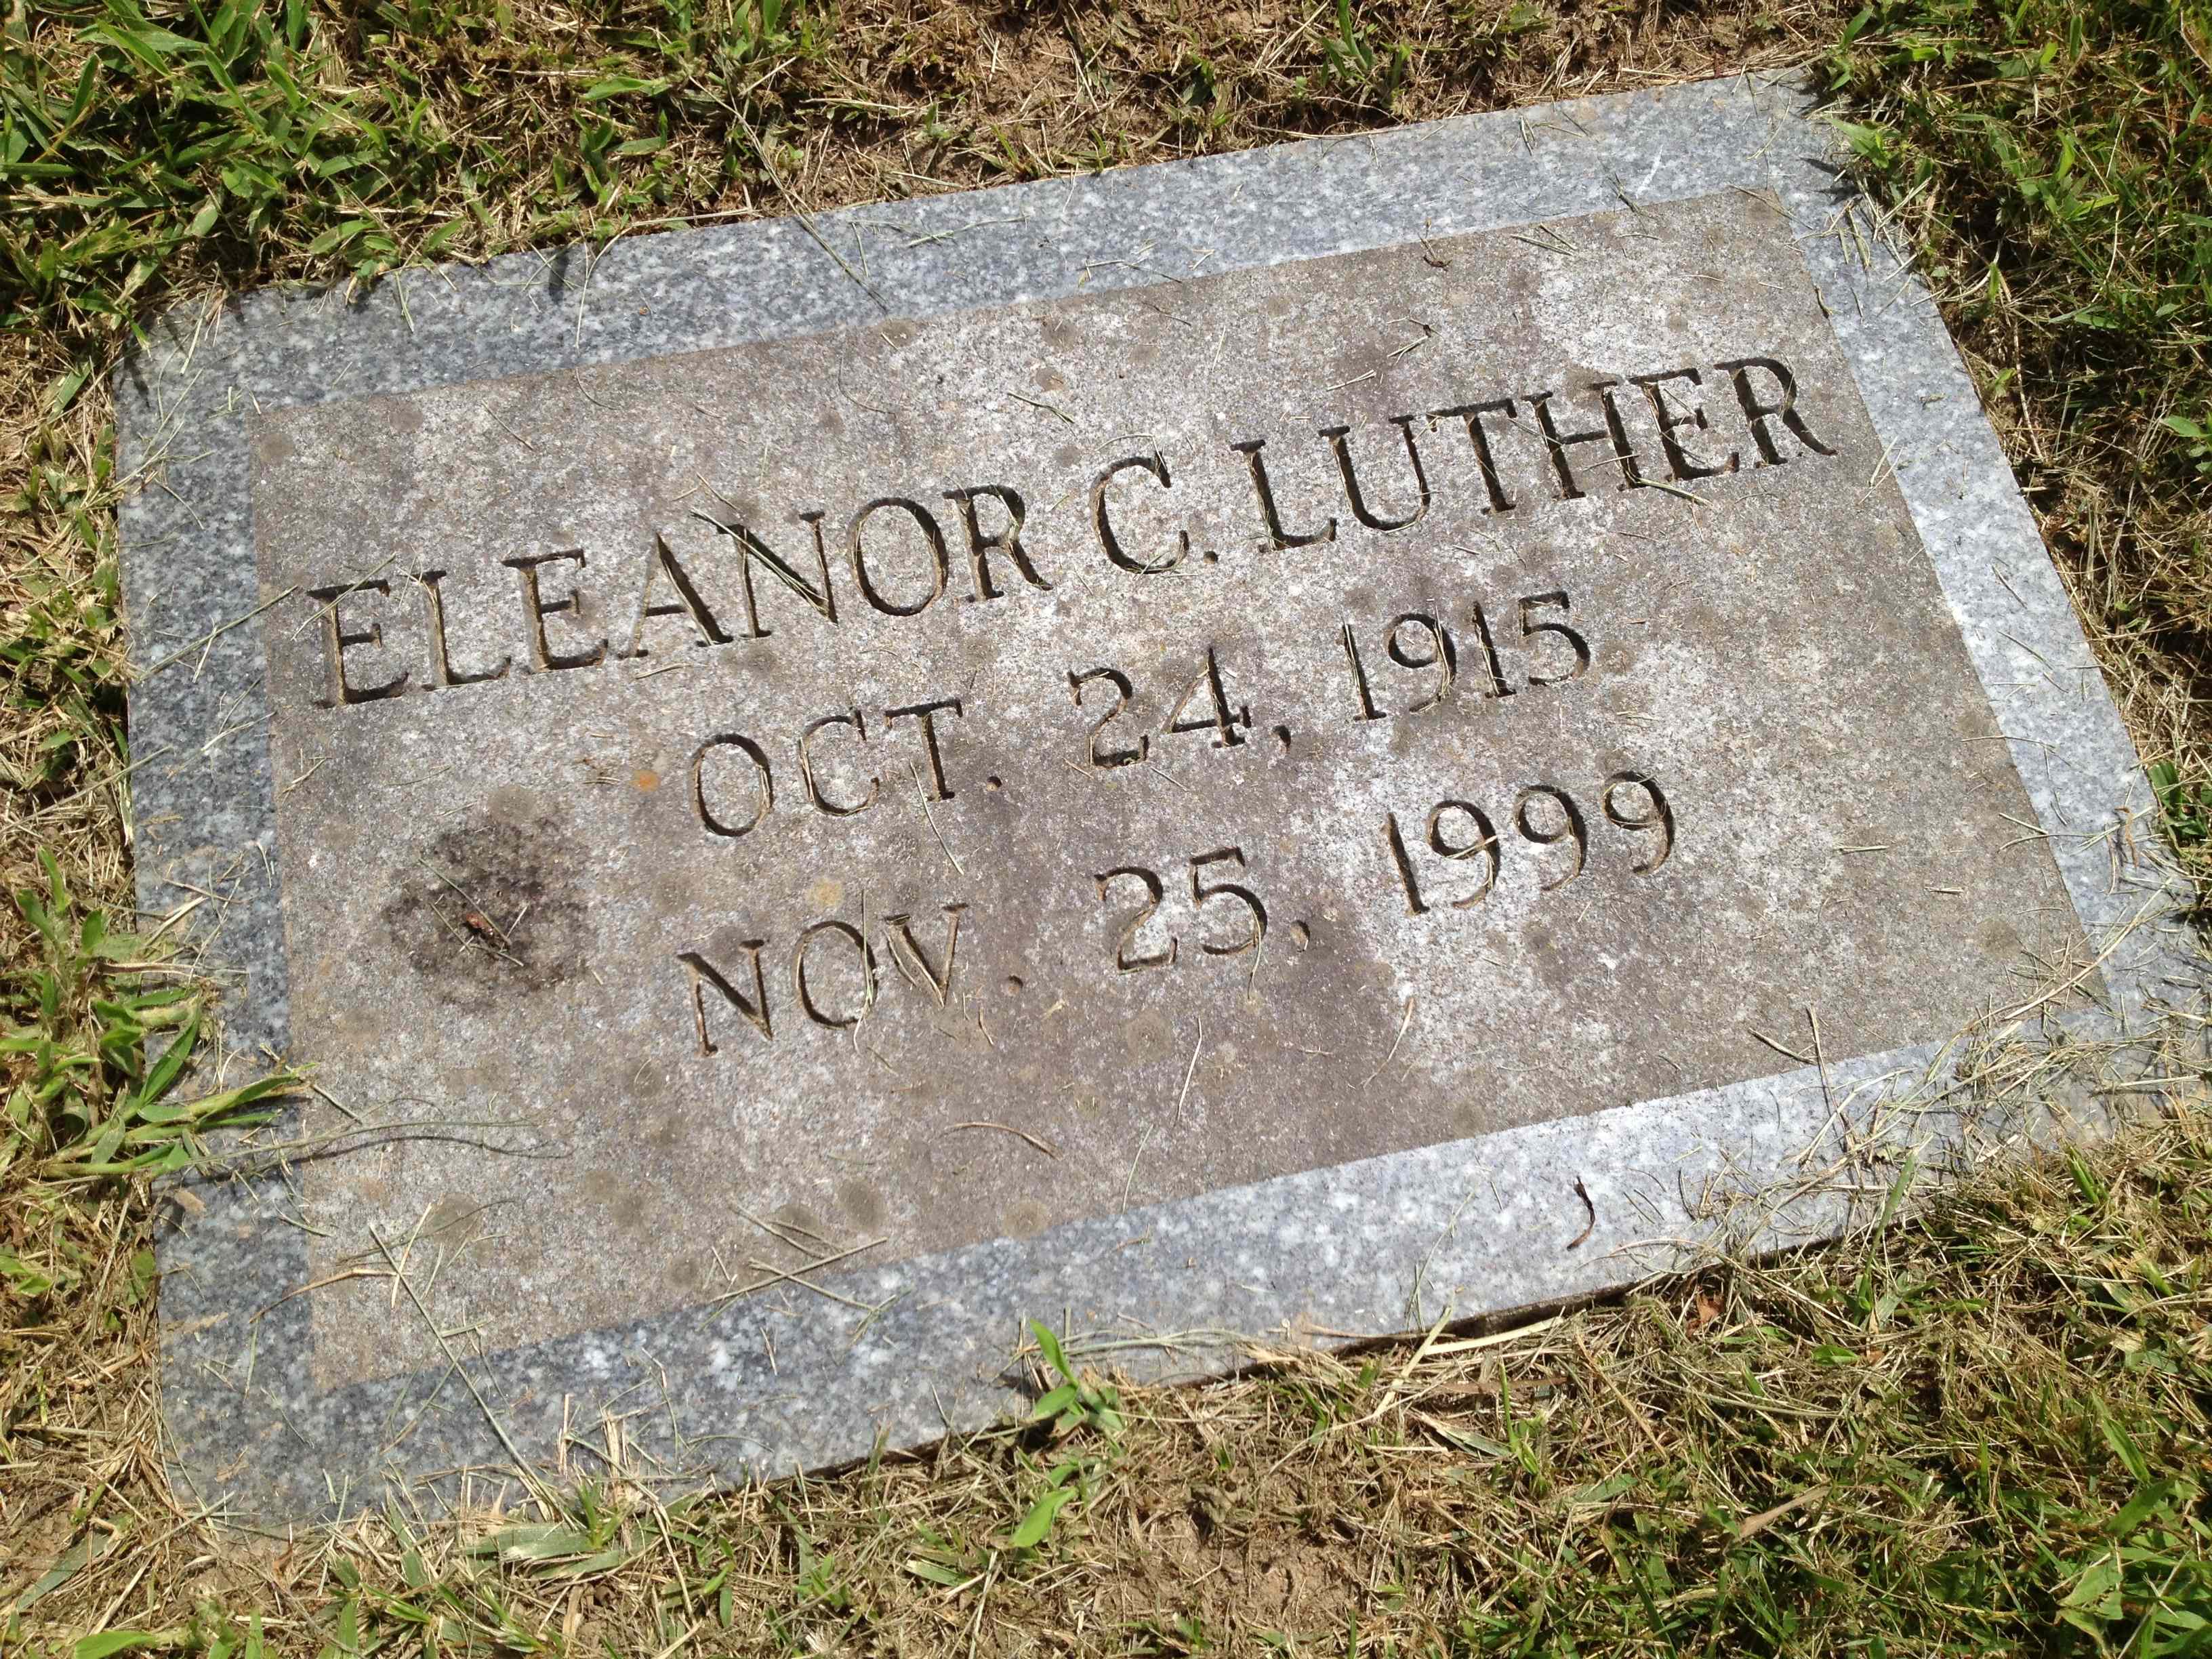 ELEANOR C. LUTHER
OCT. 24, 1915
NOV. 25, 1999